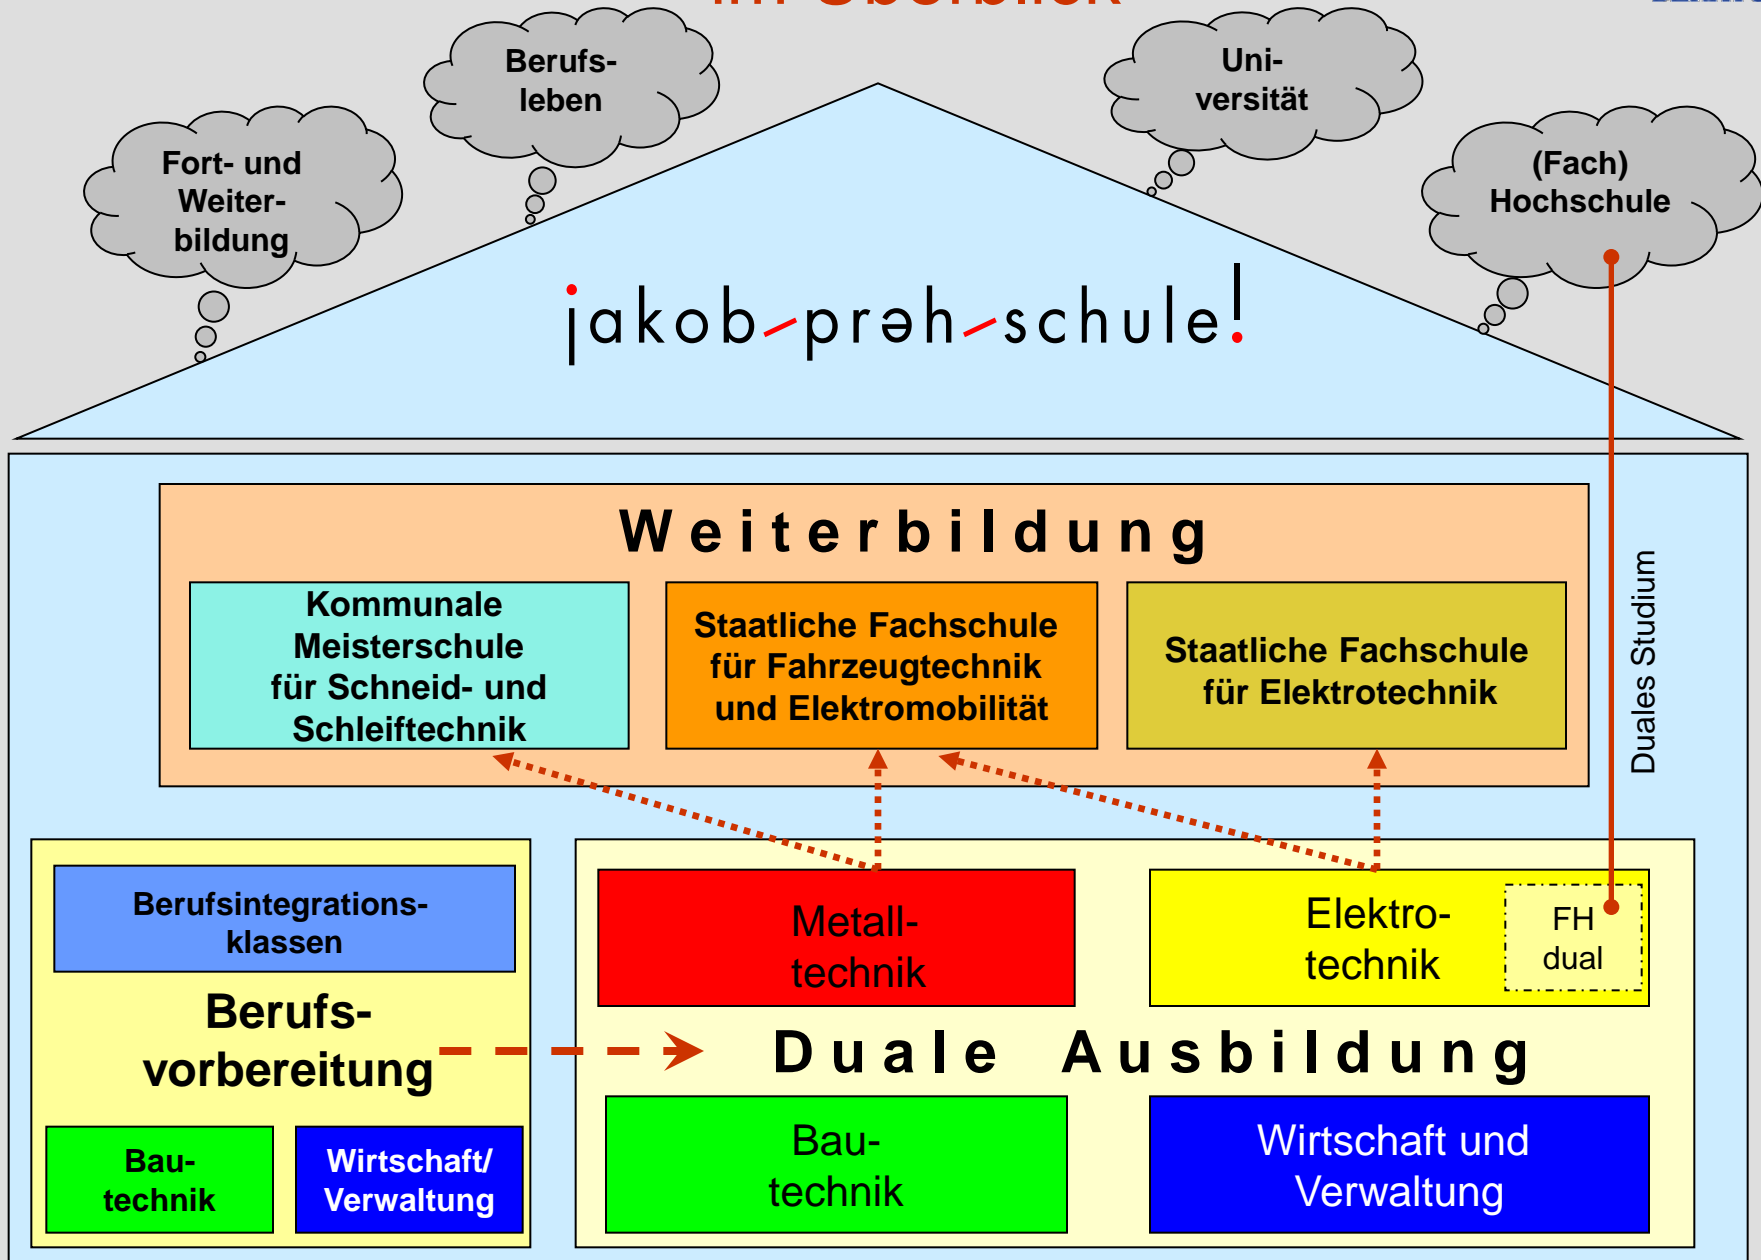 im Überblick
Berufs-
leben
Uni-
versität
Fort- und
Weiter-
bildung
(Fach)
Hochschule
jakob-preh-schule!
Weiterbildung
Kommunale
Meisterschule
für Schneid- und
Schleiftechnik
Staatliche Fachschule
für Fahrzeugtechnik
und Elektromobilität
Staatliche Fachschule
für Elektrotechnik
Duales Studium
Berufsintegrations-
klassen
Berufs-
vorbereitung
Bau-
technik
Wirtschaft/
Verwaltung
Metall-
technik
Elektro-
technik
FH
dual
Duale Ausbildung
Bau-
technik
Wirtschaft und
Verwaltung